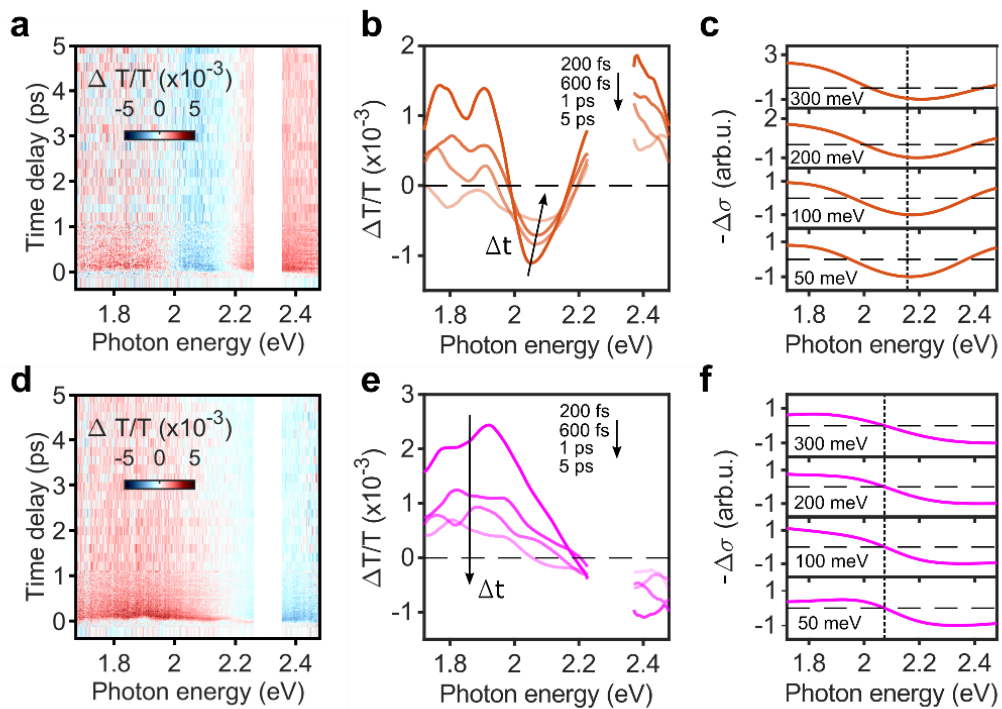 a
5
4
3
2
1
0
Time delay (ps)
Δ T/T (x10-3)
-5 0 5
1.8 2 2.2 2.4
Photon energy (eV)
b
2
1
0
-1
ΔT/T (x10-3)
200 fs
600 fs
1 ps
5 ps
Δt
1.8 2 2.2 2.4
Photon energy (eV)
c
3
-1
300 meV
2
-1
200 meV
1
-1
100 meV
1
-1
50 meV
-Δσ (arb.u.)
1.8 2 2.2 2.4
Photon energy (eV)
d
5
4
3
2
1
0
Time delay (ps)
Δ T/T (x10-3)
-5 0 5
1.8 2 2.2 2.4
Photon energy (eV)
e
3
2
1
0
-1
ΔT/T (x10-3)
200 fs
600 fs
1 ps
5 ps
Δt
1.8 2 2.2 2.4
Photon energy (eV)
f
1
-1
300 meV
1
-1
200 meV
1
-1
100 meV
1
-1
50 meV
-Δσ (arb.u.)
1.8 2 2.2 2.4
Photon energy (eV)